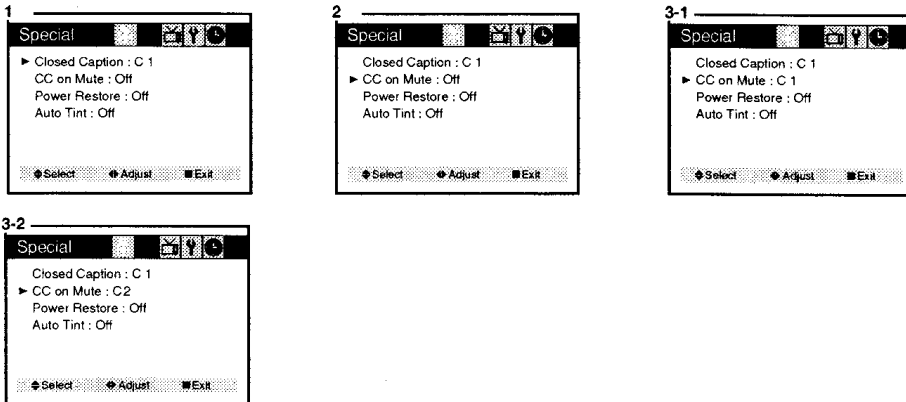 1
Special
► Closed Caption : C 1
CC on Mute : Off
Power Restore : Off
Auto Tint : Off
Select Adjust Exit
2
Special
Closed Caption : C 1
► CC on Mute : Off
Power Restore : Off
Auto Tint : Off
Select Adjust Exit
3-1
Special
Closed Caption : C 1
► CC on Mute : C 1
Power Restore : Off
Auto Tint : Off
Select Adjust Exit
3-2
Special
Closed Caption : C 1
► CC on Mute : C2
Power Restore : Off
Auto Tint : Off
Select Adjust Exit